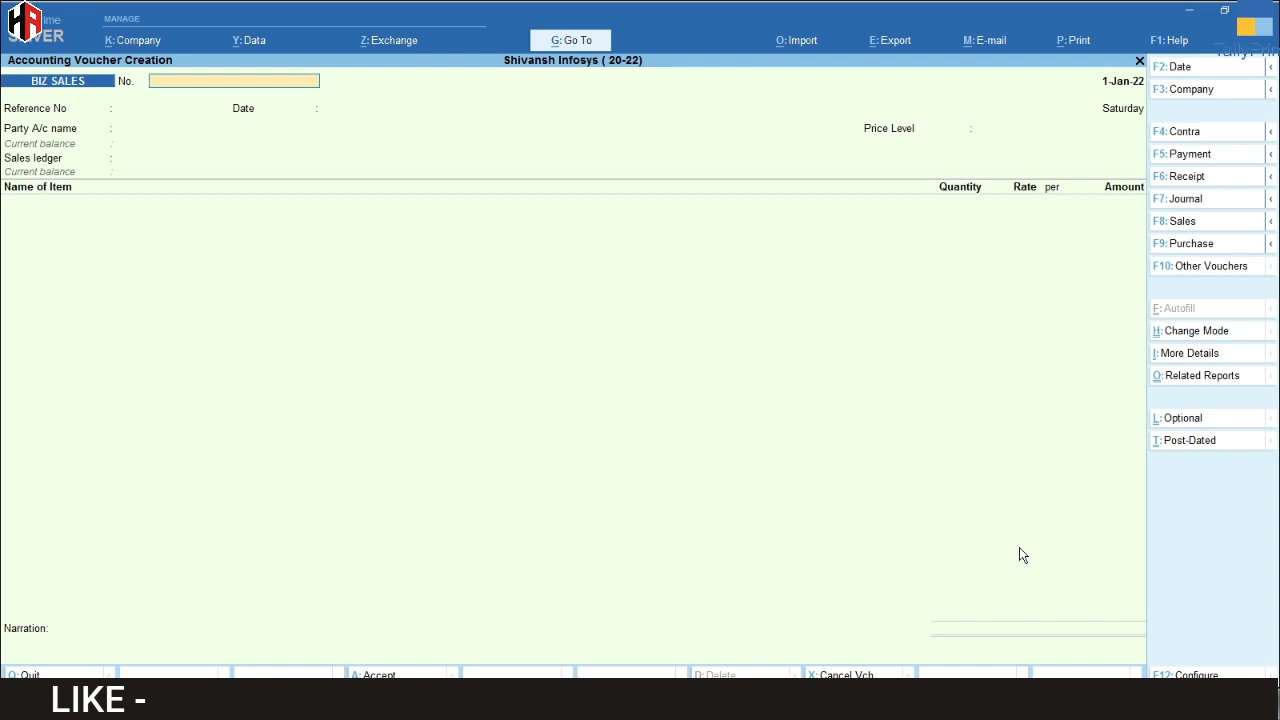 ime
MANAGE
K: Company
Y: Data
Z: Exchange
G: Go To
O: Import
E: Export
M: E-mail
P: Print
F1: Help
Accounting Voucher Creation
Shivansh Infosys ( 20-22)
BIZ SALES No.
1-Jan-22
Reference No :
Date :
Saturday
Party A/c name :
Price Level :
Current balance :
Sales ledger :
Current balance :
Name of Item
Quantity
Rate per
Amount
Narration:
F2: Date
F3: Company
F4: Contra
F5: Payment
F6: Receipt
F7: Journal
F8: Sales
F9: Purchase
F10: Other Vouchers
F: Autofill
H: Change Mode
I: More Details
O: Related Reports
L: Optional
T: Post-Dated
Q: Quit
A: Accept
D: Delete
X: Cancel Vch
F12: Configure
LIKE -